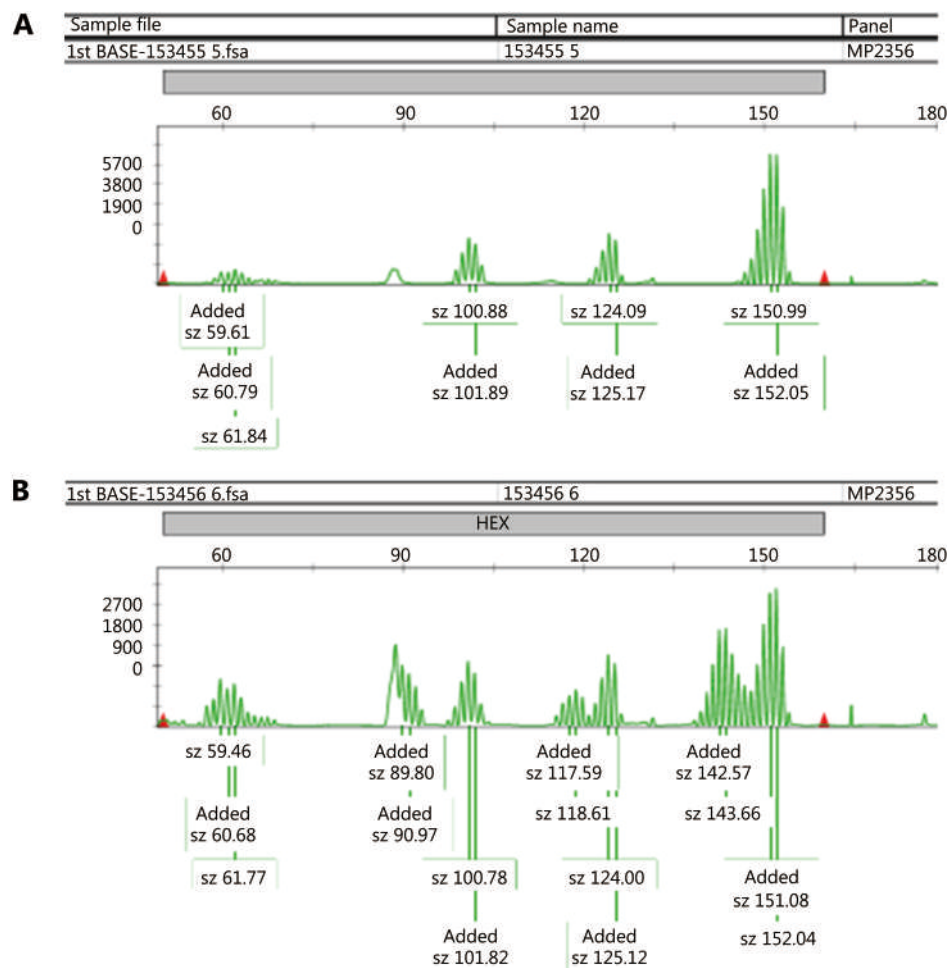 A
Sample file Sample name Panel
1st BASE-153455 5.fsa 153455 5 MP2356
60 90 120 150 180
5700
3800
1900
0
Added sz 100.88 sz 124.09 sz 150.99
sz 59.61
Added Added Added Added
sz 60.79 sz 101.89 sz 125.17 sz 152.05
sz 61.84
B
1st BASE-153456 6.fsa 153456 6 MP2356
HEX
60 90 120 150 180
2700
1800
900
0
sz 59.46 Added Added Added
sz 89.80 sz 117.59 sz 142.57
Added Added sz 118.61 sz 143.66
sz 60.68 sz 90.97
sz 61.77 sz 100.78 sz 124.00 Added
sz 151.08
Added Added sz 152.04
sz 101.82 sz 125.12